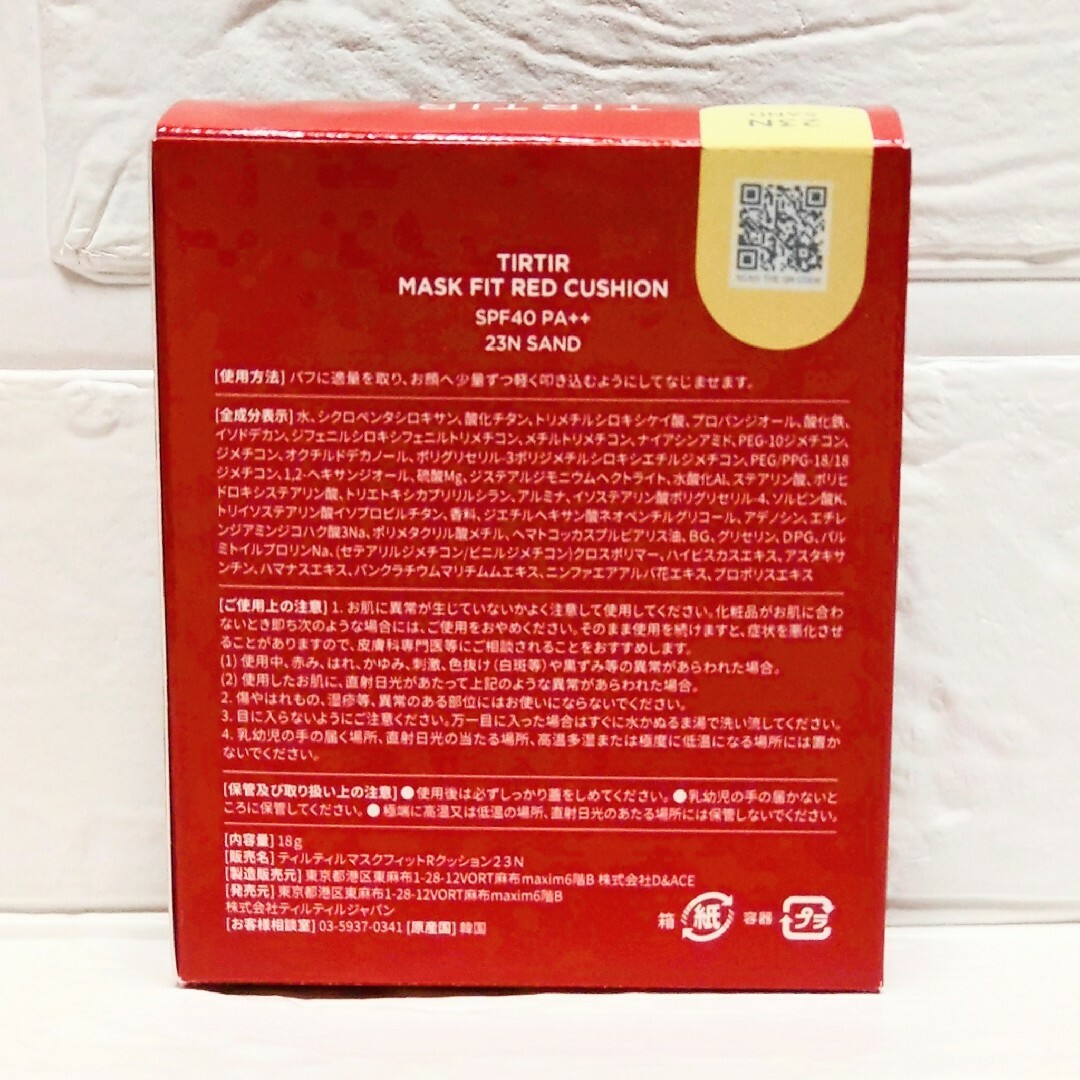 TIRTIR
23N
SAND
SCAN THE QR CODE
TIRTIR
MASK FIT RED CUSHION
SPF40 PA++
23N SAND
[使用方法] パフに適量を取り、お顔へ少量ずつ軽く叩き込むようにしてなじませます。
[全成分表示] 水、シクロペンタシロキサン、酸化チタン、トリメチルシロキシケイ酸、プロパンジオール、酸化鉄、
イソドデカン、ジフェニルシロキシフェニルトリメチコン、メチルトリメチコン、ナイアシンアミド、PEG-10ジメチコン、
ジメチコン、オクチルドデカノール、ポリグリセリル-3ポリジメチルシロキシエチルジメチコン、PEG/PPG-18/18
ジメチコン、1,2-ヘキサンジオール、硫酸Mg、ジステアルジモニウムヘクトライト、水酸化Al、ステアリン酸、ポリヒ
ドロキシステアリン酸、トリエトキシカプリリルシラン、アルミナ、イソステアリン酸ポリグリセリル-4、ソルビン酸K、
トリイソステアリン酸イソプロピルチタン、香料、ジエチルヘキサン酸ネオペンチルグリコール、アデノシン、エチレ
ンジアミンジコハク酸3Na、ポリメタクリル酸メチル、ヘマトコッカスプルビアリス油、BG、グリセリン、DPG、パル
ミトイルプロリンNa、(セテアリルジメチコン/ビニルジメチコン)クロスポリマー、ハイビスカスエキス、アスタキサ
ンチン、ハマナスエキス、パンクラチウムマリチムムエキス、ニンファエアアルバ花エキス、プロポリスエキス
[ご使用上の注意] 1. お肌に異常が生じていないかよく注意して使用してください。化粧品がお肌に合わ
ないとき即ち次のような場合には、ご使用をおやめください。そのまま使用を続けますと、症状を悪化させ
ることがありますので、皮膚科専門医等にご相談されることをおすすめします。
(1) 使用中、赤み、はれ、かゆみ、刺激、色抜け(白斑等)や黒ずみ等の異常があらわれた場合。
(2) 使用したお肌に、直射日光があたって上記のような異常があらわれた場合。
2. 傷やはれもの、湿疹等、異常のある部位にはお使いにならないでください。
3. 目に入らないようにご注意ください。万一目に入った場合はすぐに水かぬるま湯で洗い流してください。
4. 乳幼児の手の届く場所、直射日光の当たる場所、高温多湿または極度に低温になる場所には置か
ないでください。
[保管及び取り扱い上の注意] ●使用後は必ずしっかり蓋をしめてください。●乳幼児の手の届かないと
ころに保管してください。●極端に高温又は低温の場所、直射日光のあたる場所には保管しないでください。
[内容量] 18g
[販売名] ティルティルマスクフィットRクッション23N
[製造販売元] 東京都港区東麻布1-28-12VORT麻布maxim6階B 株式会社D&ACE
[発売元] 東京都港区東麻布1-28-12VORT麻布maxim6階B
株式会社ティルティルジャパン
[お客様相談室] 03-5937-0341 [原産国] 韓国
箱 紙 容器 プラ